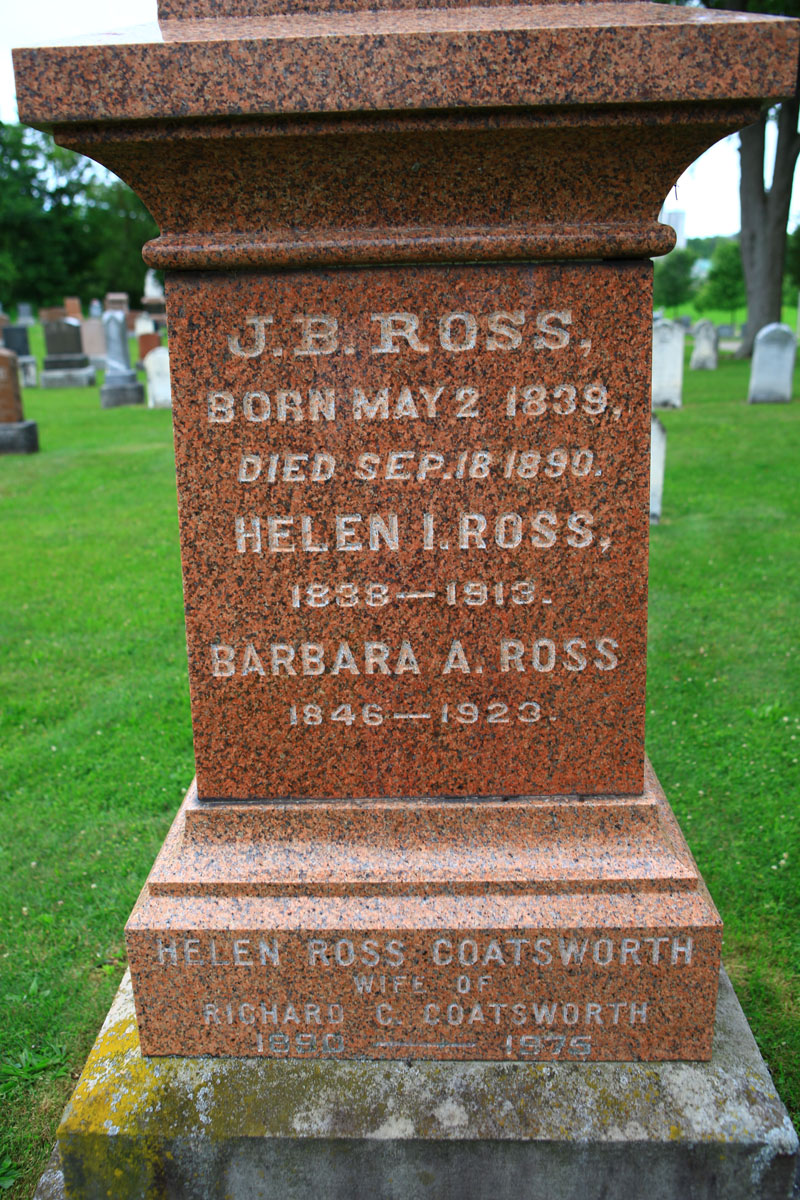 J.B. ROSS,
BORN MAY 2 1839,
DIED SEP. 18 1890.
HELEN I. ROSS,
1838—1913.
BARBARA A. ROSS
1846—1923.
HELEN ROSS COATSWORTH
WIFE OF
RICHARD C. COATSWORTH
1890 —— 1975